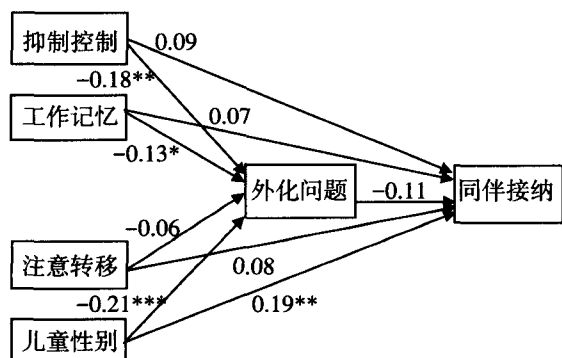 抑制控制
0.09
-0.18**
工作记忆
0.07
-0.13*
外化问题
-0.11
同伴接纳
-0.06
注意转移
0.08
-0.21***
0.19**
儿童性别